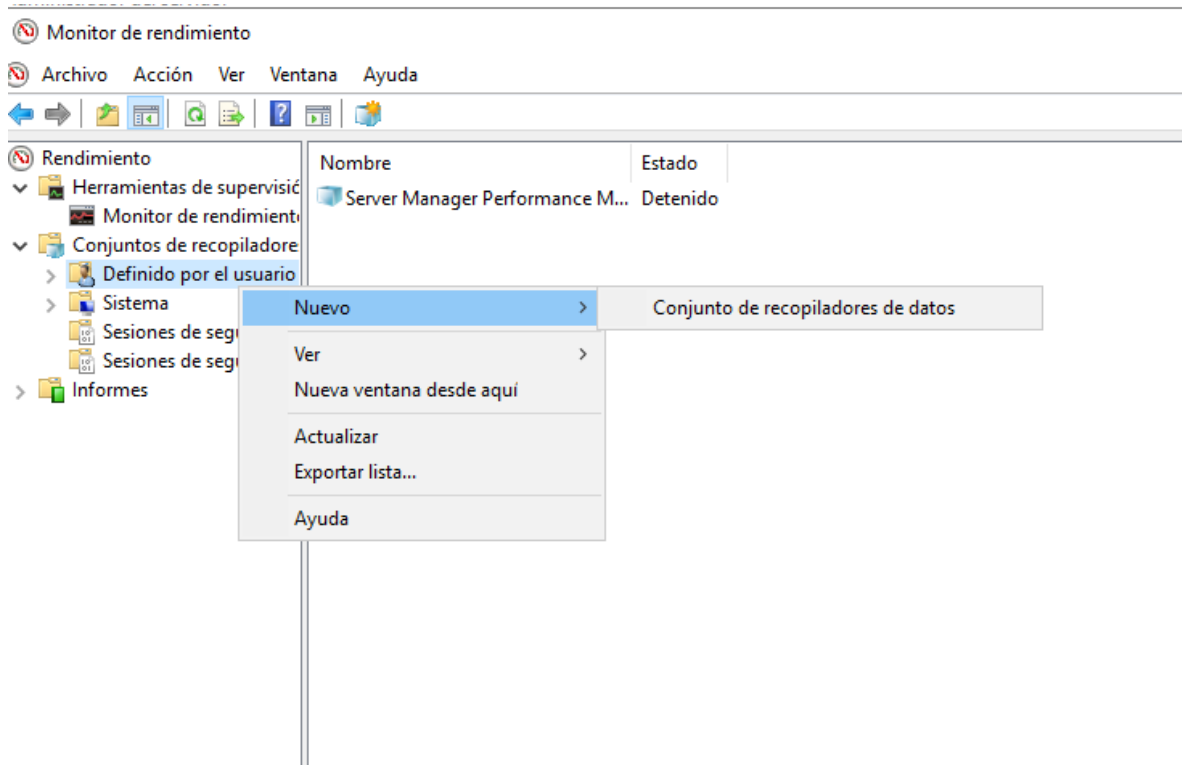 Monitor de rendimiento
Archivo Acción Ver Ventana Ayuda
Rendimiento
Herramientas de supervisió
Monitor de rendimient
Conjuntos de recopiladore
Definido por el usuario
Sistema
Sesiones de segu
Sesiones de segu
Informes
Nombre Estado
Server Manager Performance M... Detenido
Nuevo
Ver
Nueva ventana desde aquí
Actualizar
Exportar lista...
Ayuda
Conjunto de recopiladores de datos